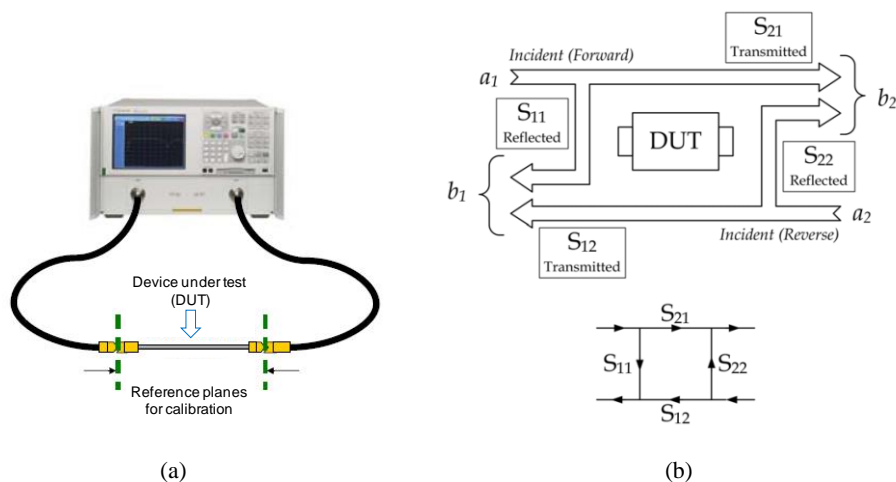 Device under test
(DUT)
Reference planes
for calibration
(a)
S21
Transmitted
Incident (Forward)
a1
b2
S11
Reflected
DUT
S22
Reflected
b1
a2
S12
Transmitted
Incident (Reverse)
S21
S11
S22
S12
(b)